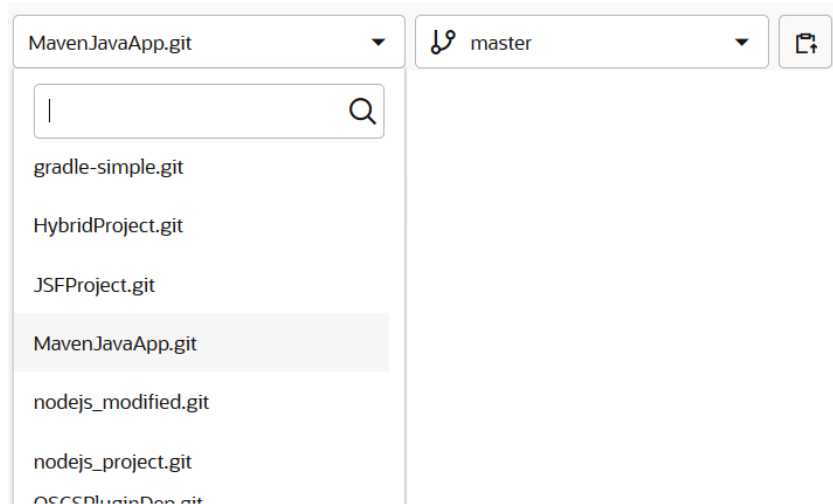 MavenJavaApp.git
master
gradle-simple.git
HybridProject.git
JSFProject.git
MavenJavaApp.git
nodejs_modified.git
nodejs_project.git